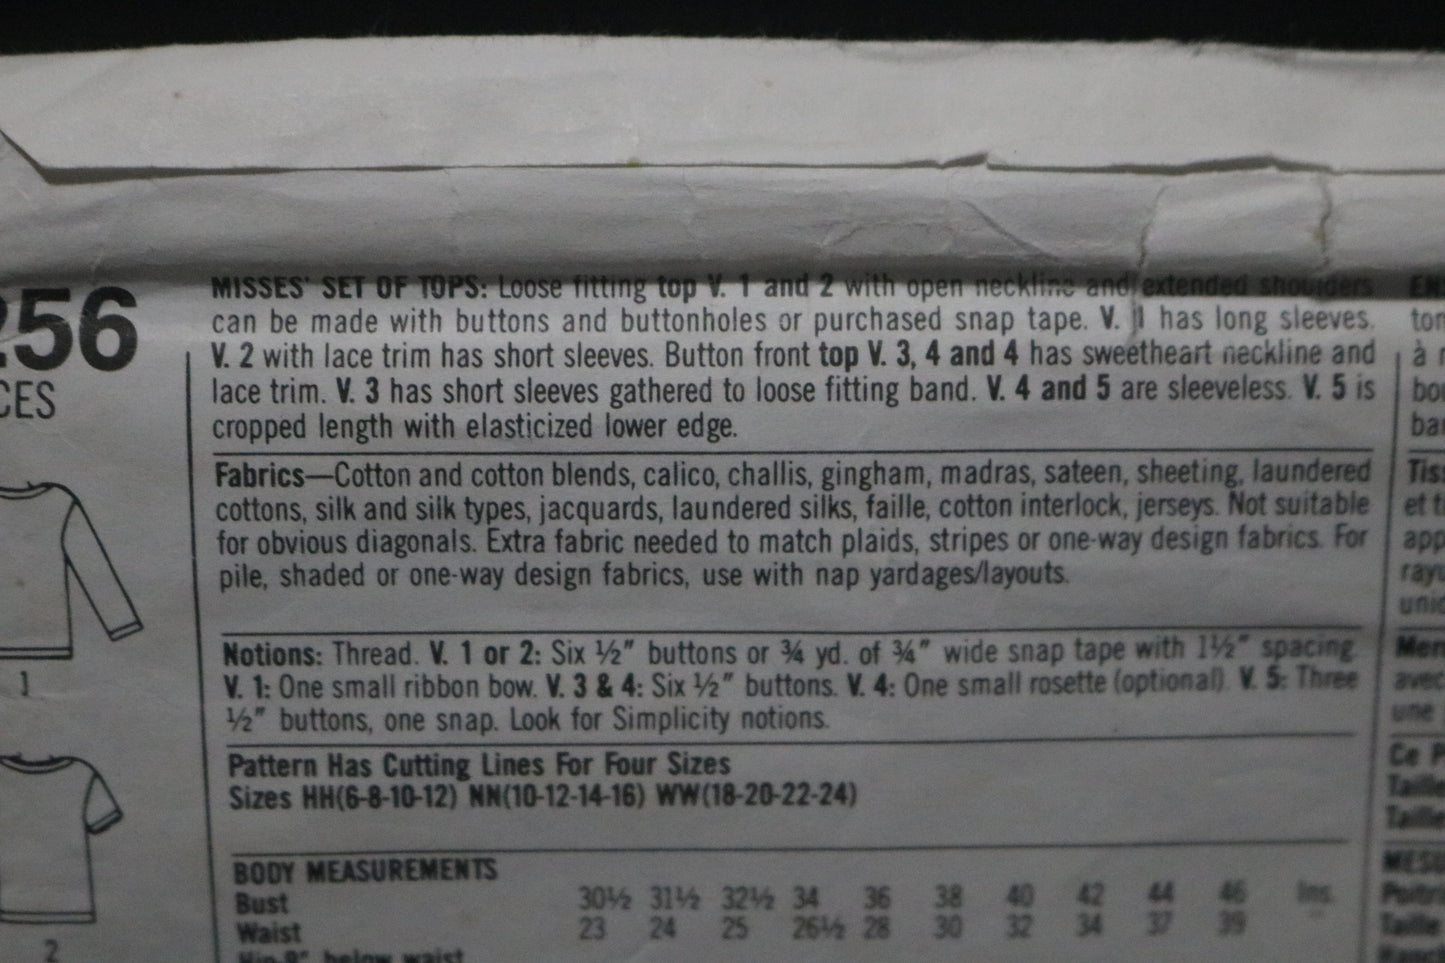 256
CES
1
2
MISSES' SET OF TOPS: Loose fitting top V. 1 and 2 with open neckline and extended shoulders
can be made with buttons and buttonholes or purchased snap tape. V. 1 has long sleeves.
V. 2 with lace trim has short sleeves. Button front top V. 3, 4 and 4 has sweetheart neckline and
lace trim. V. 3 has short sleeves gathered to loose fitting band. V. 4 and 5 are sleeveless. V. 5 is
cropped length with elasticized lower edge.
Fabrics—Cotton and cotton blends, calico, challis, gingham, madras, sateen, sheeting, laundered
cottons, silk and silk types, jacquards, laundered silks, faille, cotton interlock, jerseys. Not suitable
for obvious diagonals. Extra fabric needed to match plaids, stripes or one-way design fabrics. For
pile, shaded or one-way design fabrics, use with nap yardages/layouts.
Notions: Thread. V. 1 or 2: Six ½" buttons or ¾ yd. of ¾" wide snap tape with 1½" spacing.
V. 1: One small ribbon bow. V. 3 & 4: Six ½" buttons. V. 4: One small rosette (optional). V. 5: Three
½" buttons, one snap. Look for Simplicity notions.
Pattern Has Cutting Lines For Four Sizes
Sizes HH(6-8-10-12) NN(10-12-14-16) WW(18-20-22-24)
BODY MEASUREMENTS
Bust 30½ 31½ 32½ 34 36 38 40 42 44 46 Ins.
Waist 23 24 25 26½ 28 30 32 34 37 39
Hip-9" below waist